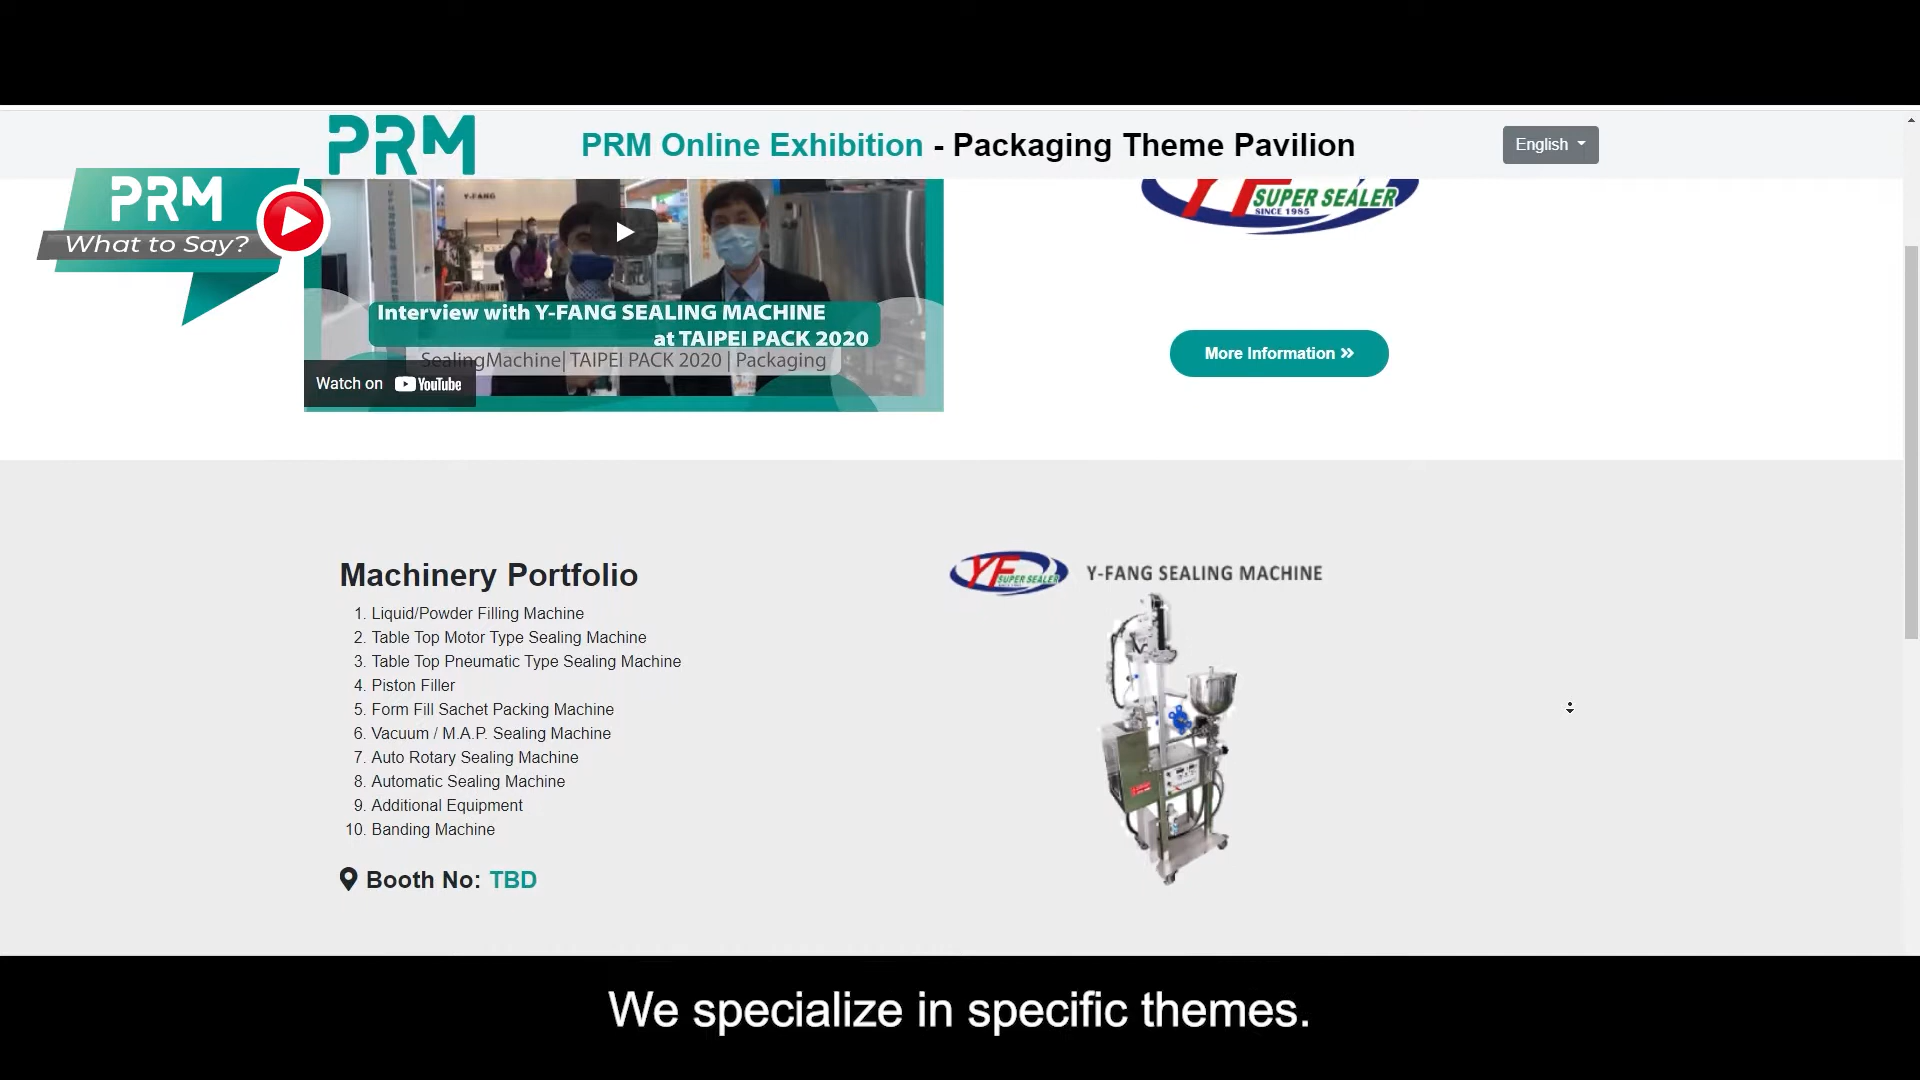 PRM
PRM Online Exhibition - Packaging Theme Pavilion
English
PRM
What to Say?
Y-FANG
YF
SUPER SEALER
SINCE 1985
Interview with Y-FANG SEALING MACHINE
at TAIPEI PACK 2020
SealingMachine| TAIPEI PACK 2020 | Packaging
Watch on YouTube
More Information »
Machinery Portfolio
1. Liquid/Powder Filling Machine
2. Table Top Motor Type Sealing Machine
3. Table Top Pneumatic Type Sealing Machine
4. Piston Filler
5. Form Fill Sachet Packing Machine
6. Vacuum / M.A.P. Sealing Machine
7. Auto Rotary Sealing Machine
8. Automatic Sealing Machine
9. Additional Equipment
10. Banding Machine
Booth No: TBD
YF
SUPER SEALER
Y-FANG SEALING MACHINE
We specialize in specific themes.